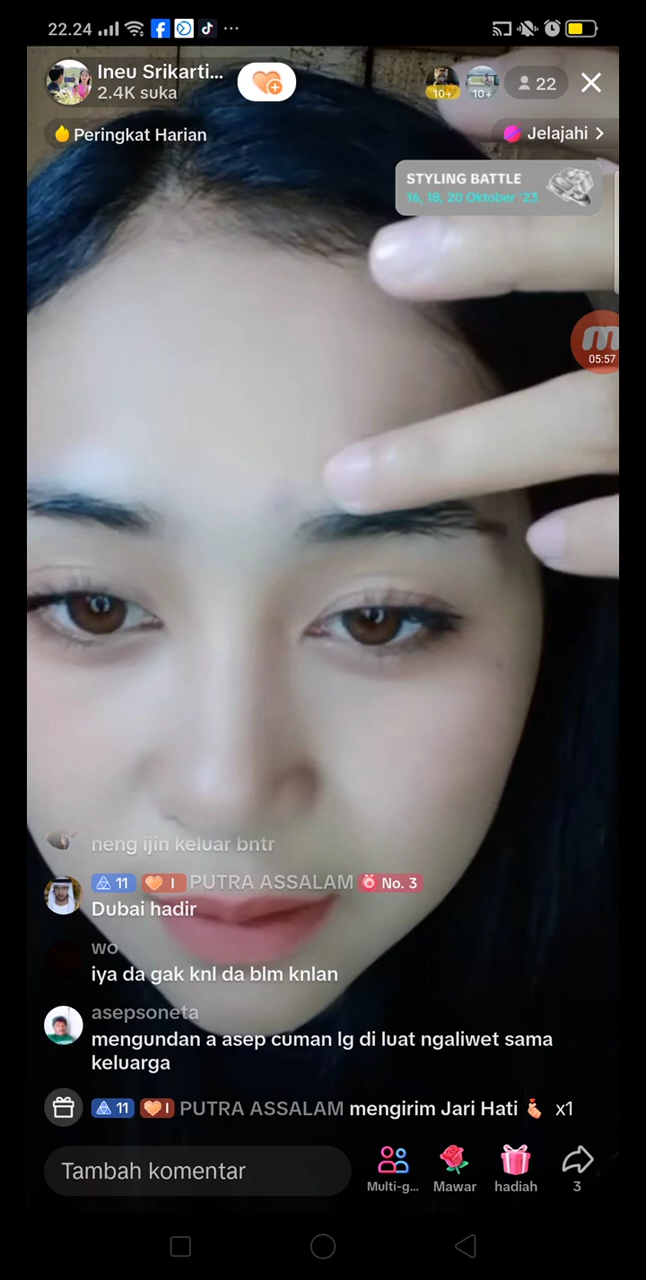 22.24
Ineu Srikarti...
2.4K suka
10+
10+
22
Peringkat Harian
Jelajahi >
STYLING BATTLE
16, 18, 20 Oktober '23
05:57
neng ijin keluar bntr
11 I PUTRA ASSALAM No. 3
Dubai hadir
wo
iya da gak knl da blm knlan
asepsoneta
mengundan a asep cuman lg di luat ngaliwet sama
keluarga
11 I PUTRA ASSALAM mengirim Jari Hati x1
Tambah komentar
Multi-g...
Mawar
hadiah
3